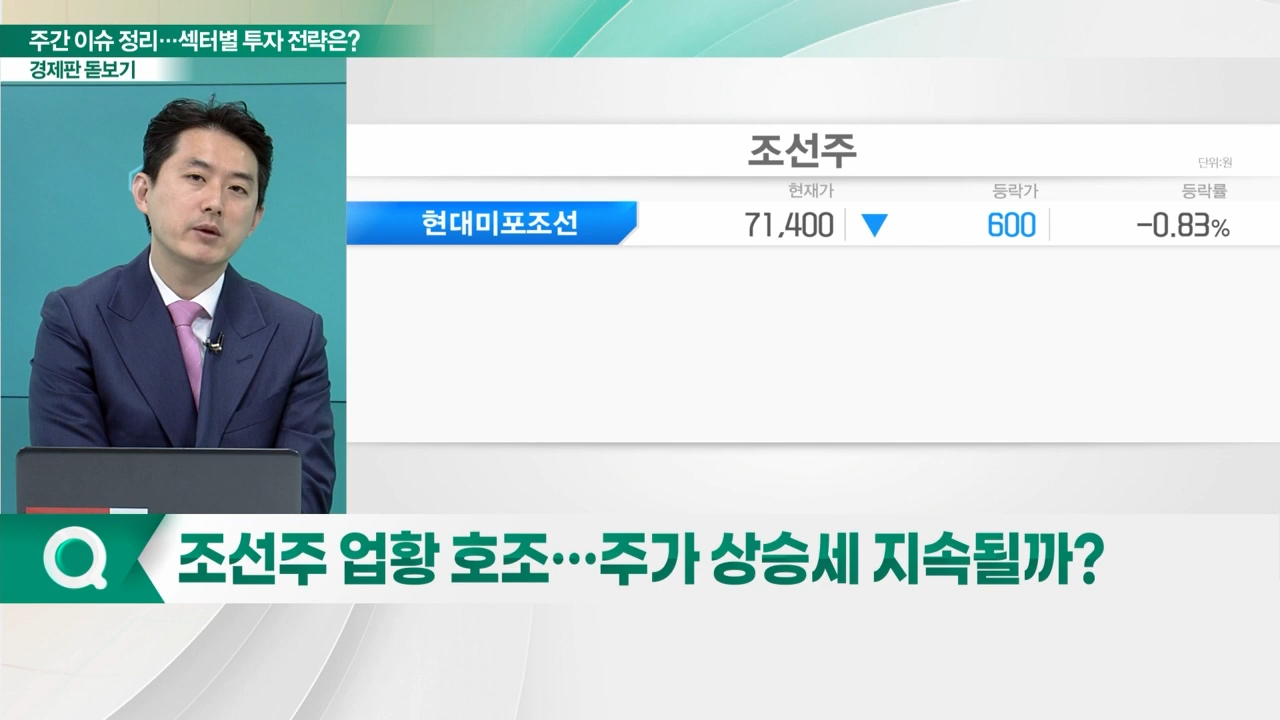 주간 이슈 정리…섹터별 투자 전략은?
경제판 돋보기
조선주
단위:원
현재가 등락가 등락률
현대미포조선 71,400 ▼ 600 -0.83%
Q 조선주 업황 호조…주가 상승세 지속될까?